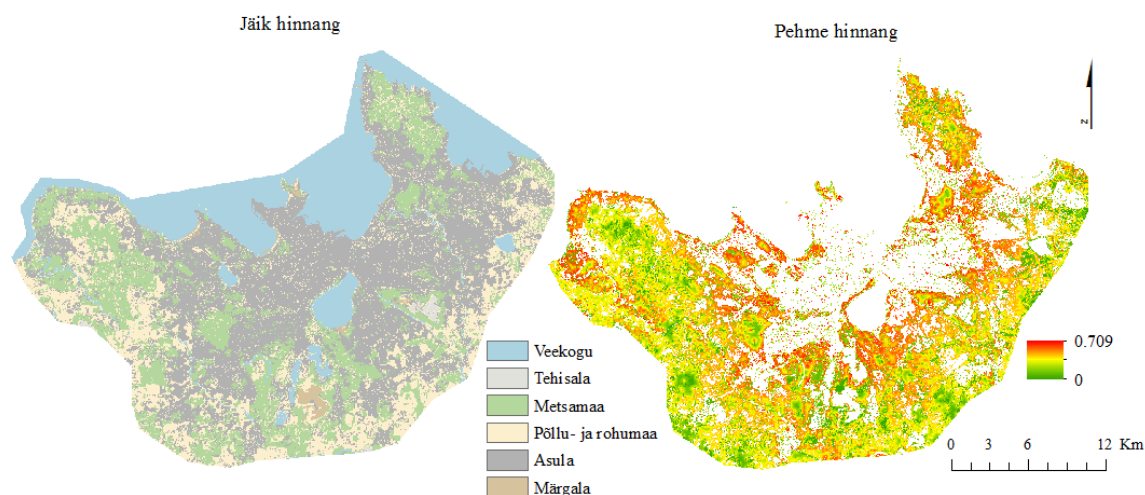 Jäik hinnang
Pehme hinnang
N
Veekogu
Tehisala
Metsamaa
Põllu- ja rohumaa
Asula
Märgala
0.709
0
0 3 6 12 Km